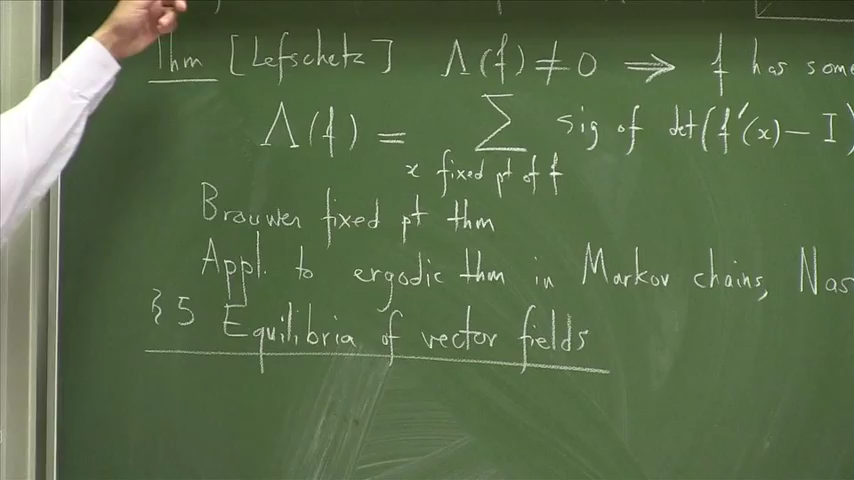 Thm [Lefschetz] Λ(f) ≠ 0 ⟹ f has some
Λ(f) = ∑ sig of det(f'(x) − I)
x fixed pt of f
Brouwer fixed pt thm
Appl. to ergodic thm in Markov chains, Nas
§5 Equilibria of vector fields